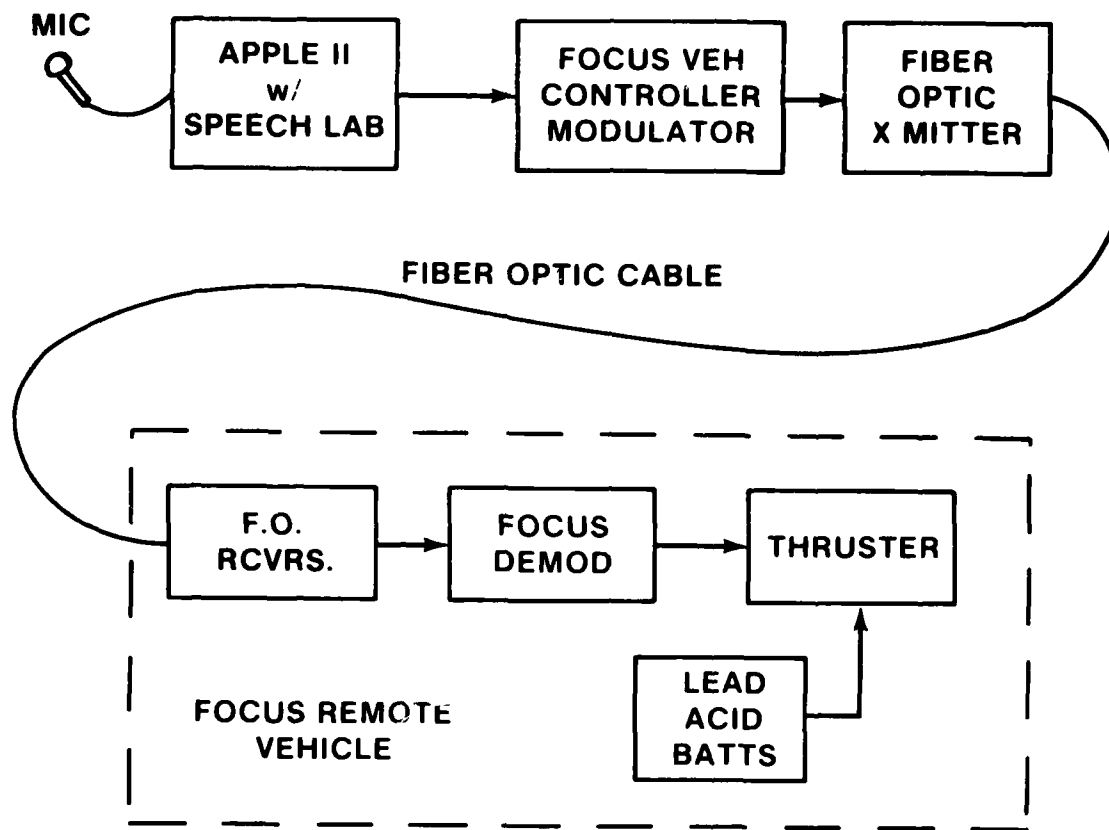 MIC
APPLE II
w/
SPEECH LAB
FOCUS VEH
CONTROLLER
MODULATOR
FIBER
OPTIC
X MITTER
FIBER OPTIC CABLE
F.O.
RCVRS.
FOCUS
DEMOD
THRUSTER
LEAD
ACID
BATTS
FOCUS REMOTE
VEHICLE